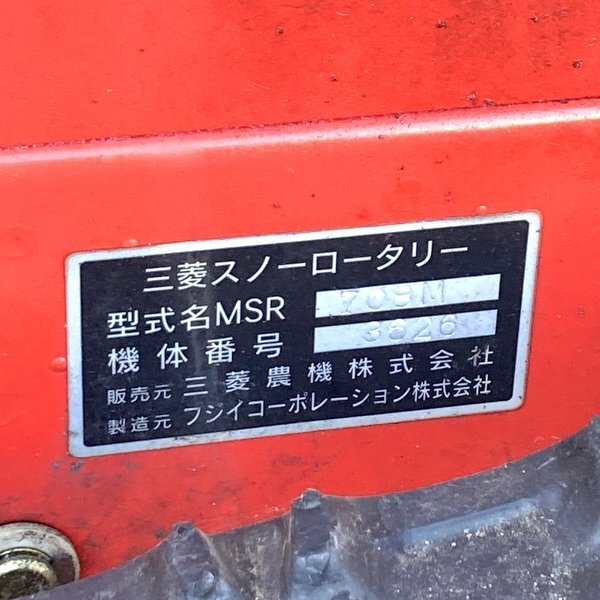 三菱スノーロータリー
型式名MSR 709M
機体番号 3626
販売元 三菱農機株式会社
製造元 フジイコーポレーション株式会社